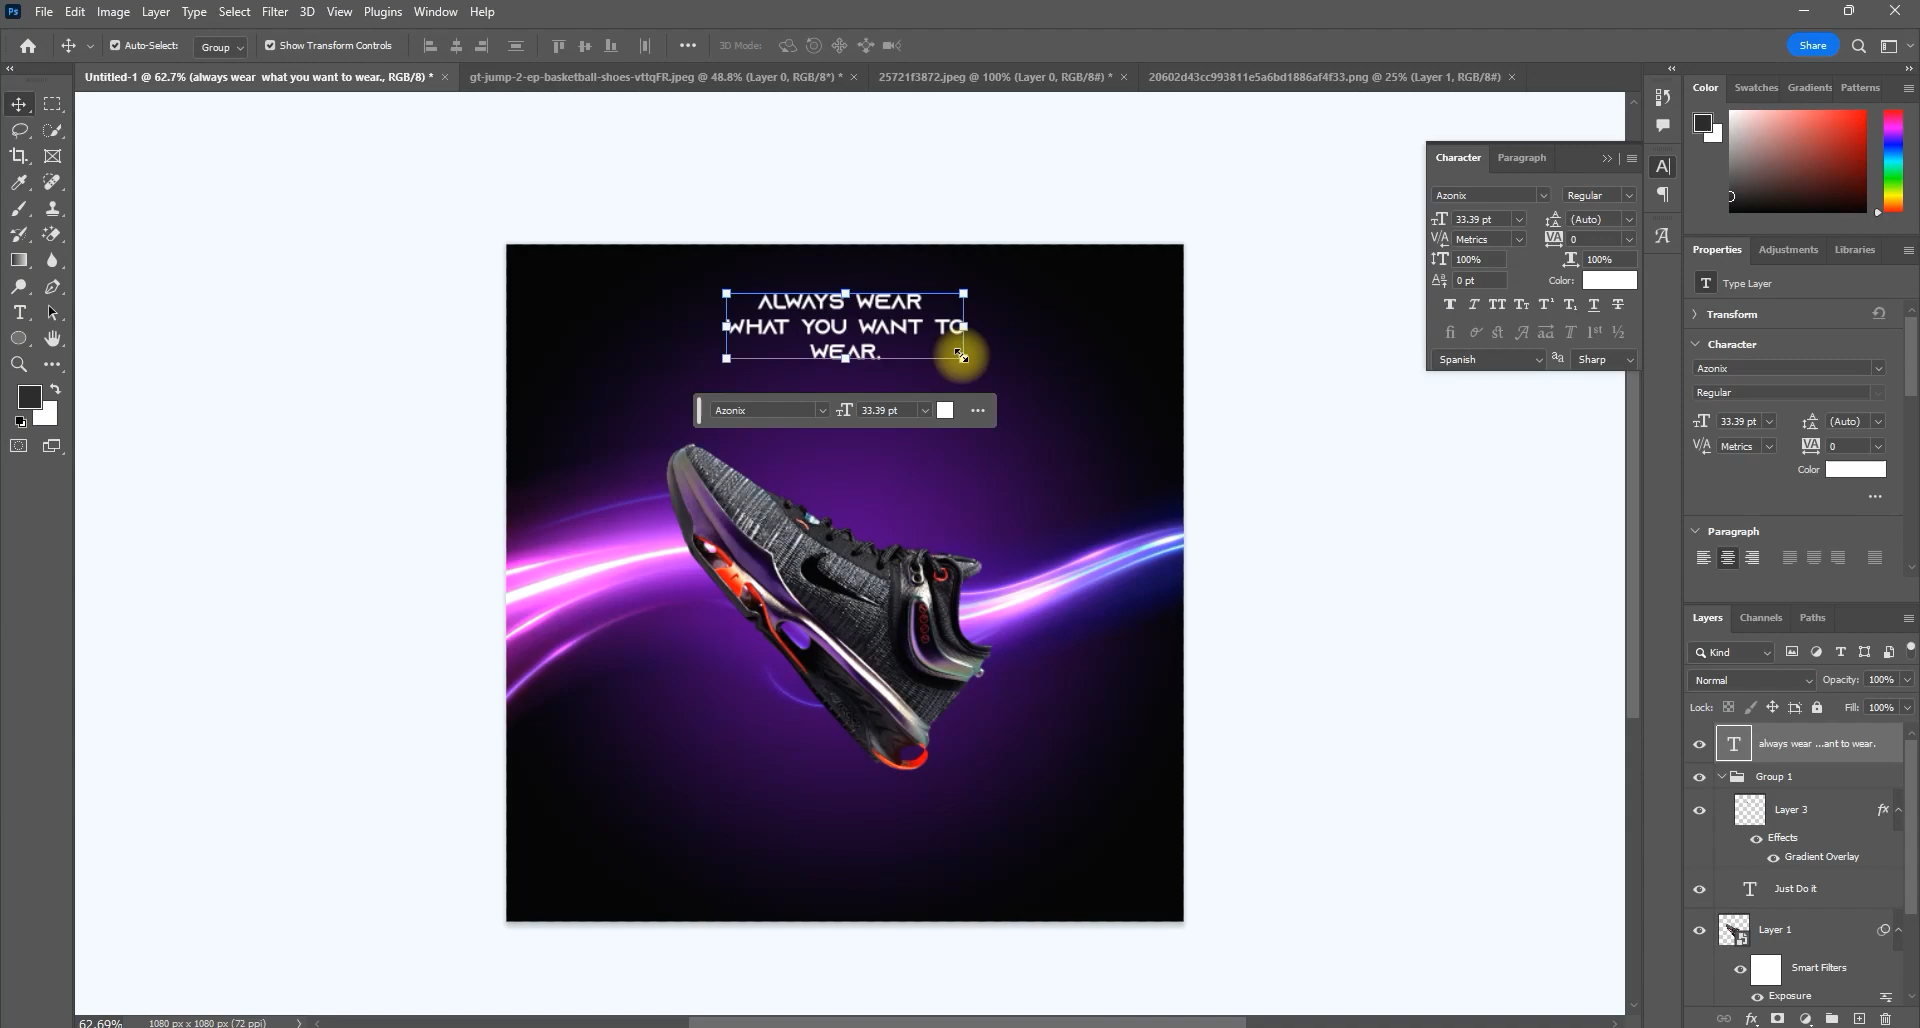 Ps File Edit Image Layer Type Select Filter 3D View Plugins Window Help
Auto-Select: Group Show Transform Controls 3D Mode: Share
Untitled-1 @ 62.7% (always wear what you want to wear., RGB/8) * × gt-jump-2-ep-basketball-shoes-vttqFR.jpeg @ 48.8% (Layer 0, RGB/8*) * × 25721f3872.jpeg @ 100% (Layer 0, RGB/8#) * × 20602d43cc993811e5a6bd1886af4f33.png @ 25% (Layer 1, RGB/8#) ×
Color Swatches Gradients Patterns
Character Paragraph
Azonix Regular
33.39 pt (Auto)
Metrics 0
100% 100%
0 pt Color:
Spanish Sharp
Properties Adjustments Libraries
Type Layer
Transform
Character
Azonix
Regular
33.39 pt (Auto)
Metrics 0
Color
Paragraph
ALWAYS WEAR
WHAT YOU WANT TO
WEAR.
Azonix 33.39 pt
Layers Channels Paths
Kind
Normal Opacity: 100%
Lock: Fill: 100%
always wear ...ant to wear.
Group 1
Layer 3 fx
Effects
Gradient Overlay
Just Do it
Layer 1
Smart Filters
Exposure
62.69% 1080 px x 1080 px (72 ppi)